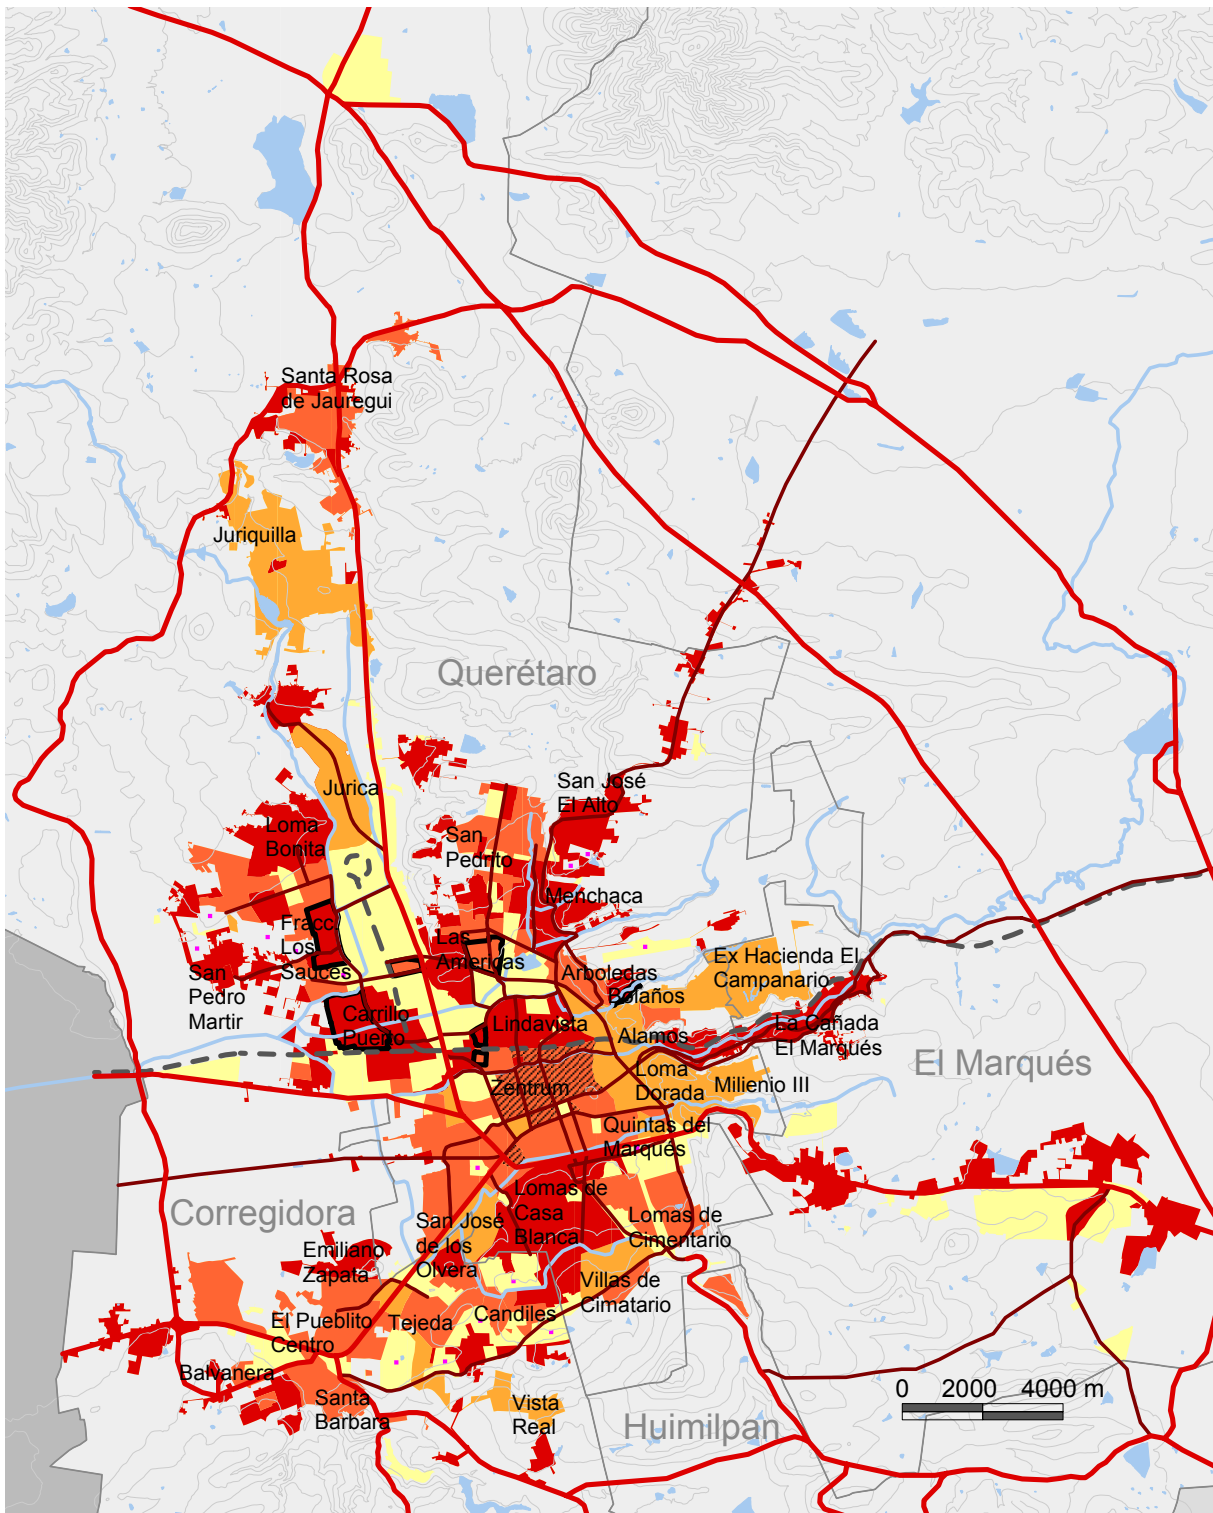 Santa Rosa
de Jauregui
Juriquilla
Querétaro
Jurica
San José
El Alto
Loma
Bonita
San
Pedrito
Menchaca
Fracc.
Los
Sauces
Las
Americas
San
Pedro
Martir
Arboledas
Bolaños
Ex Hacienda El
Campanario
Carrillo
Puerto
Lindavista
Alamos
La Cañada
El Marqués
El Marqués
Zentrum
Loma
Dorada
Milienio III
Quintas del
Marqués
Corregidora
Lomas de
Casa
Blanca
San José
de los
Olvera
Lomas de
Cimentario
Emiliano
Zapata
Villas de
Cimatario
El Pueblito
Centro
Tejeda
Candiles
Balvanera
Santa
Barbara
Vista
Real
Huimilpan
0 2000 4000 m